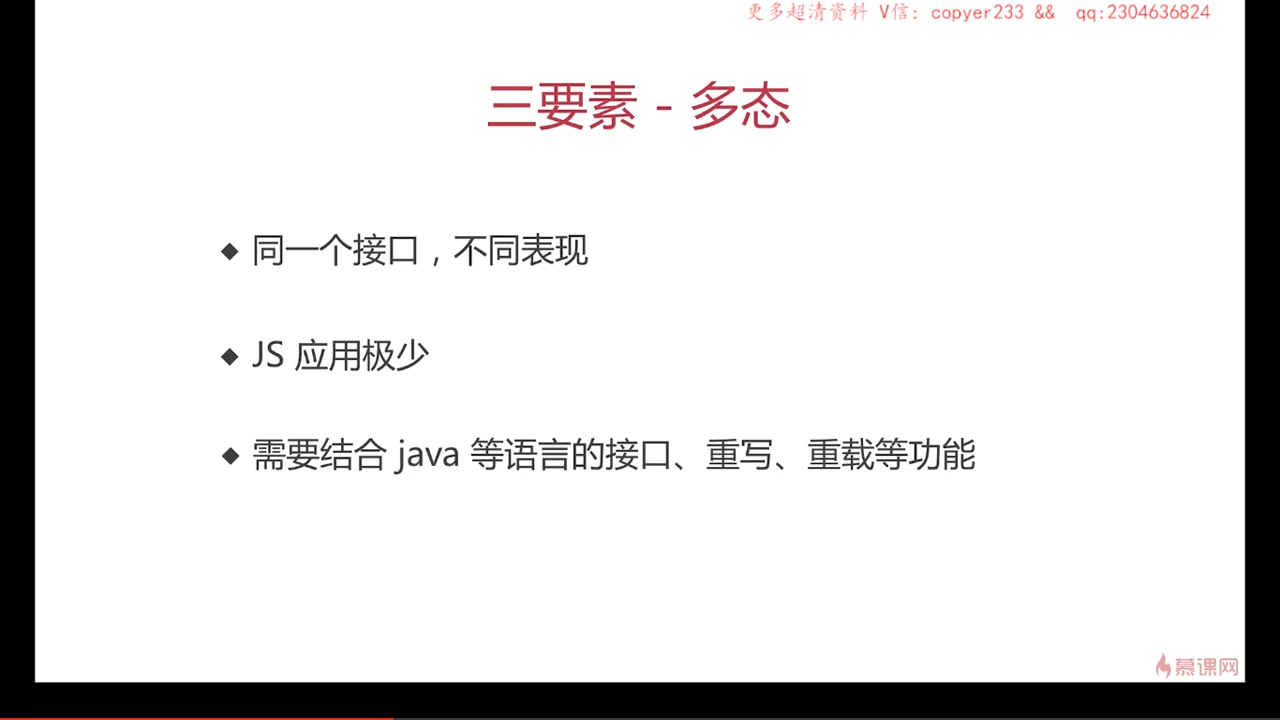 更多超清资料 V信: copyer233 && qq:2304636824
三要素 - 多态
◆ 同一个接口，不同表现
◆ JS 应用极少
◆ 需要结合 java 等语言的接口、重写、重载等功能
慕课网